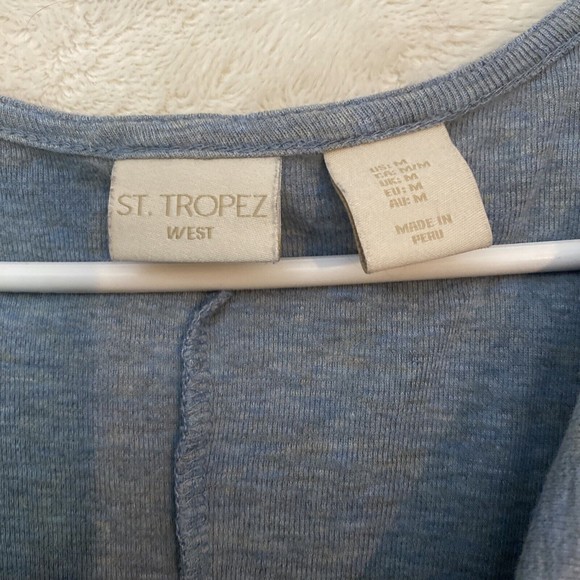 ST. TROPEZ
WEST
US: M
CA: M/M
UK: M
EU: M
AU: M
MADE IN
PERU